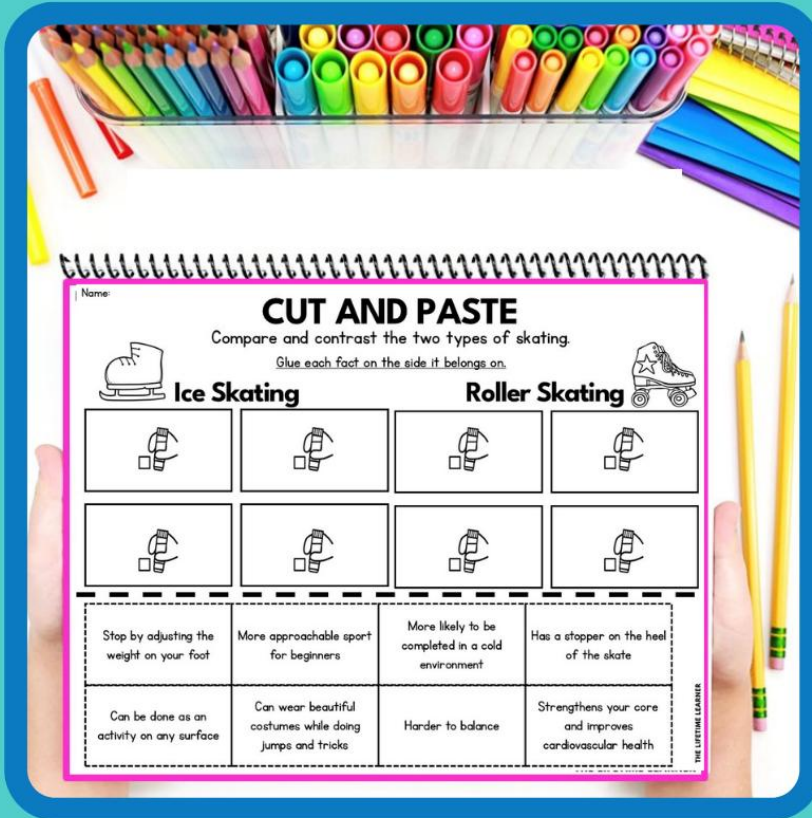 Name:
CUT AND PASTE
Compare and contrast the two types of skating.
Glue each fact on the side it belongs on.
Ice Skating
Roller Skating
Stop by adjusting the
weight on your foot
More approachable sport
for beginners
More likely to be
completed in a cold
environment
Has a stopper on the heel
of the skate
Can be done as an
activity on any surface
Can wear beautiful
costumes while doing
jumps and tricks
Harder to balance
Strengthens your core
and improves
cardiovascular health
THE LIFETIME LEARNER